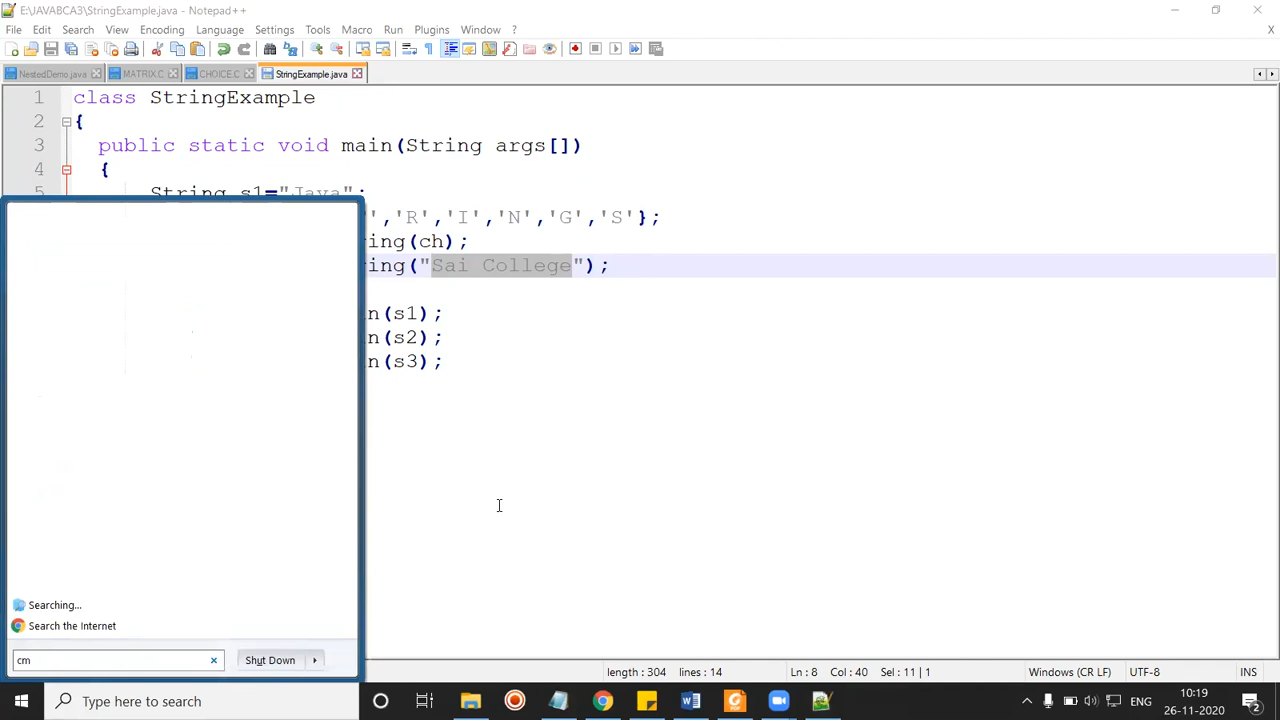 E:\JAVABCA3\StringExample.java - Notepad++
File Edit Search View Encoding Language Settings Tools Macro Run Plugins Window ? X
NestedDemo.java MATRIX.C CHOICE.C StringExample.java
1 class StringExample
2 {
3 public static void main(String args[])
4 {
5 String s1="Java";
','R','I','N','G','S'};
ring(ch);
ring("Sai College");
n(s1);
n(s2);
n(s3);
Searching...
Search the Internet
cm Shut Down
length : 304 lines : 14 Ln : 8 Col : 40 Sel : 11 | 1 Windows (CR LF) UTF-8 INS
Type here to search ENG 10:19
26-11-2020 2